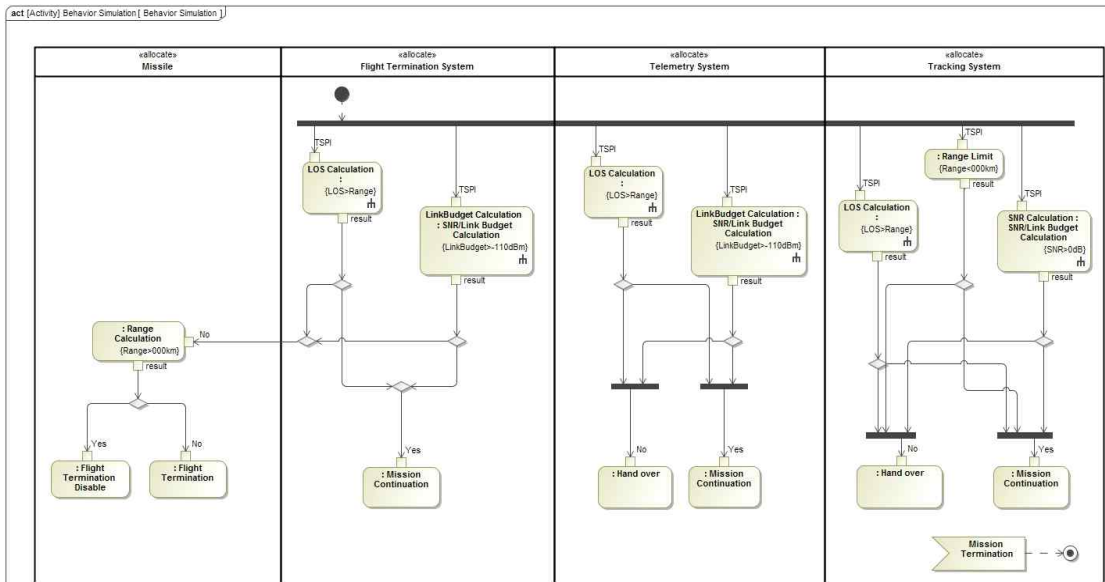 act [Activity] Behavior Simulation [ Behavior Simulation ]
«allocate»
Missile
«allocate»
Flight Termination System
«allocate»
Telemetry System
«allocate»
Tracking System
TSPI
LOS Calculation
:
{LOS>Range}
result
TSPI
LinkBudget Calculation
: SNR/Link Budget
Calculation
{LinkBudget>-110dBm}
result
No
: Range
Calculation
{Range>000km}
result
Yes
: Flight
Termination
Disable
No
: Flight
Termination
Yes
: Mission
Continuation
TSPI
LOS Calculation
:
{LOS>Range}
result
TSPI
LinkBudget Calculation :
SNR/Link Budget
Calculation
{LinkBudget>-110dBm}
result
No
: Hand over
Yes
: Mission
Continuation
TSPI
LOS Calculation
:
{LOS>Range}
result
TSPI
: Range Limit
{Range<000km}
result
TSPI
SNR Calculation :
SNR/Link Budget
Calculation
{SNR>0dB}
result
No
: Hand over
Yes
: Mission
Continuation
Mission
Termination